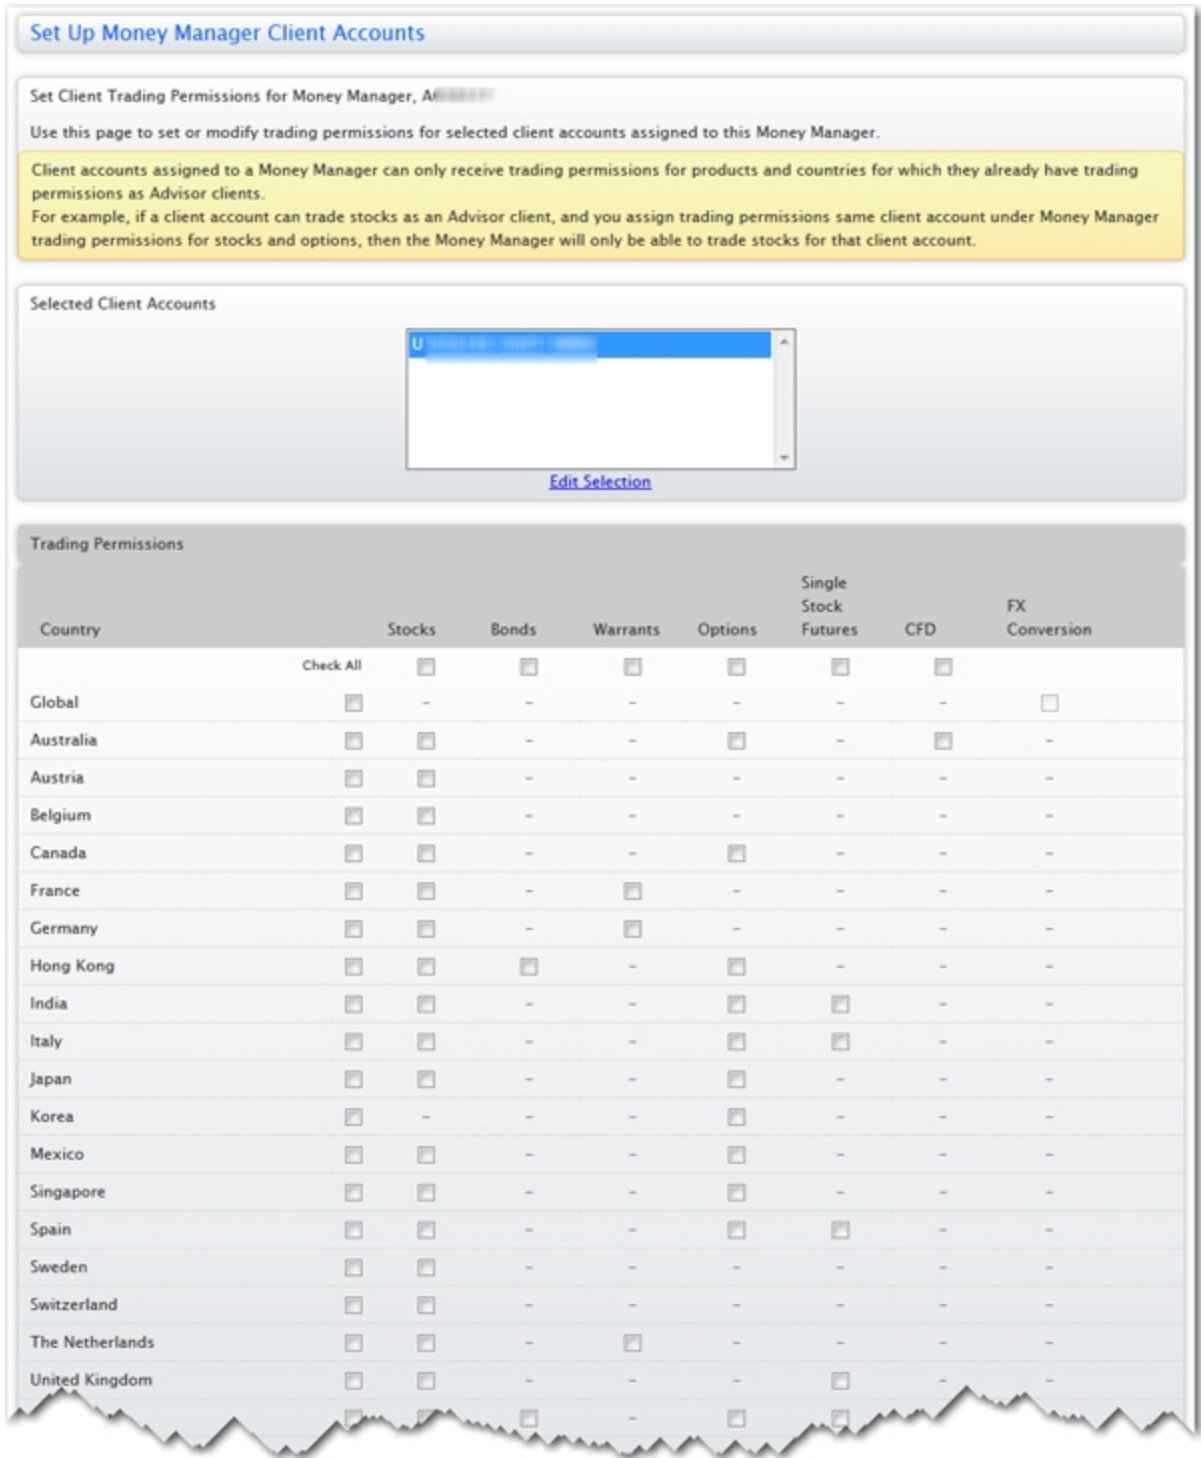 Set Up Money Manager Client Accounts
Set Client Trading Permissions for Money Manager,
Use this page to set or modify trading permissions for selected client accounts assigned to this Money Manager.
Client accounts assigned to a Money Manager can only receive trading permissions for products and countries for which they already have trading
permissions as Advisor clients.
For example, if a client account can trade stocks as an Advisor client, and you assign trading permissions same client account under Money Manager
trading permissions for stocks and options, then the Money Manager will only be able to trade stocks for that client account.
Selected Client Accounts
U
Edit Selection
Trading Permissions
Country Stocks Bonds Warrants Options Single Stock Futures CFD FX Conversion
Check All
Global - - - - - -
Australia - - - -
Austria - - - - - -
Belgium - - - - - -
Canada - - - - -
France - - - - -
Germany - - - - -
Hong Kong - - - -
India - - - -
Italy - - - -
Japan - - - - -
Korea - - - - - -
Mexico - - - - -
Singapore - - - - -
Spain - - - -
Sweden - - - - - -
Switzerland - - - - - -
The Netherlands - - - - -
United Kingdom - - - - -
-